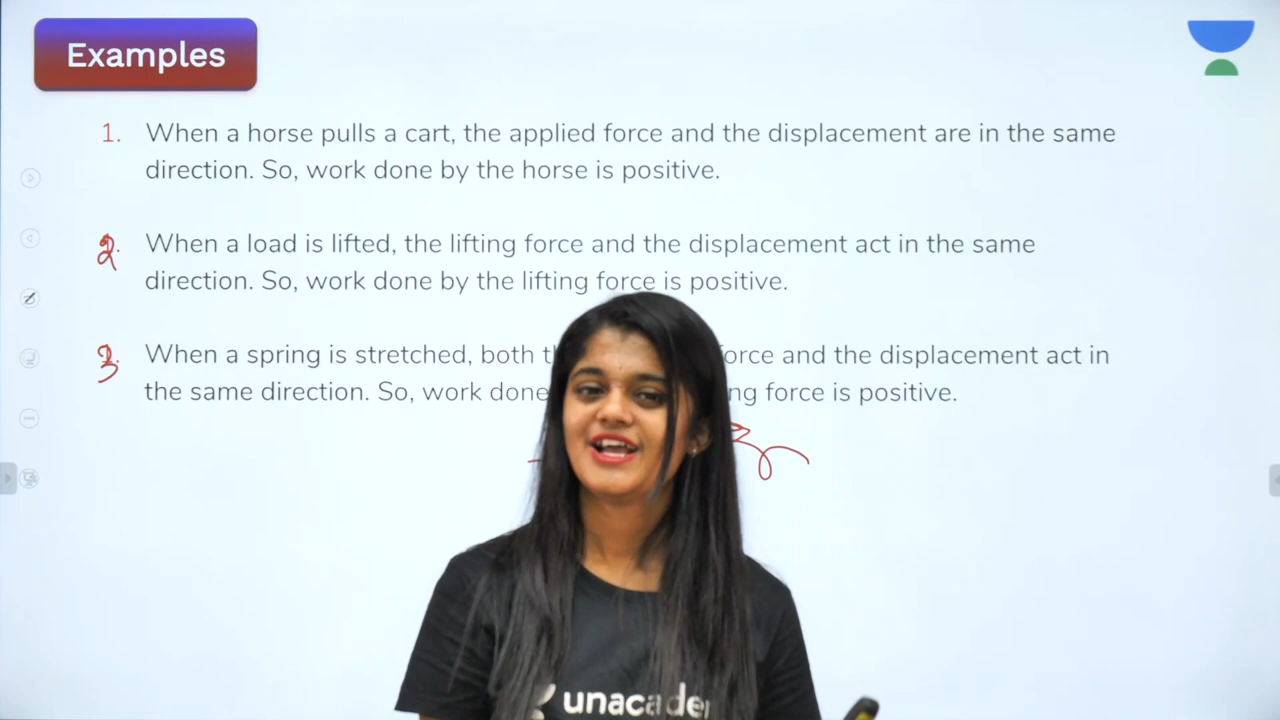 Examples
1. When a horse pulls a cart, the applied force and the displacement are in the same
direction. So, work done by the horse is positive.
2. When a load is lifted, the lifting force and the displacement act in the same
direction. So, work done by the lifting force is positive.
3. When a spring is stretched, both force and the displacement act in
the same direction. So, work done force is positive.
unacade